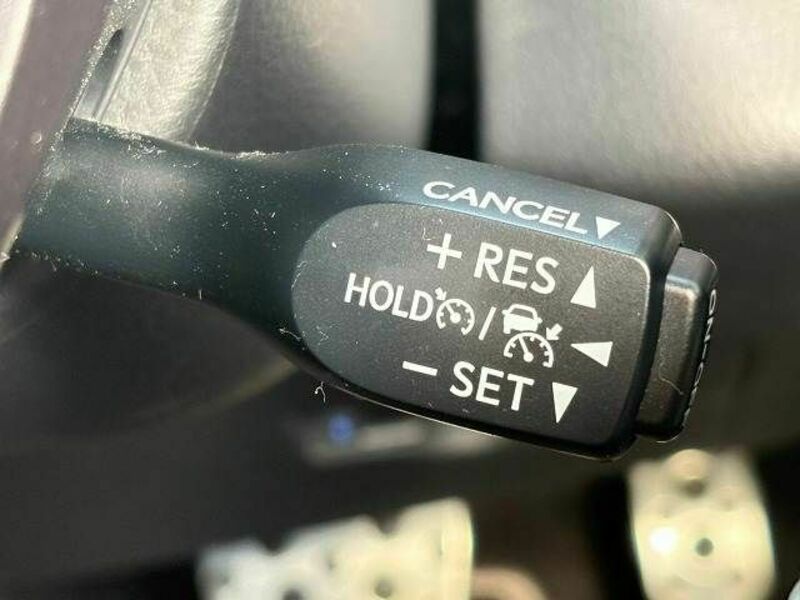 CANCEL▼
+ RES ▲
HOLD / ◀
− SET ▼